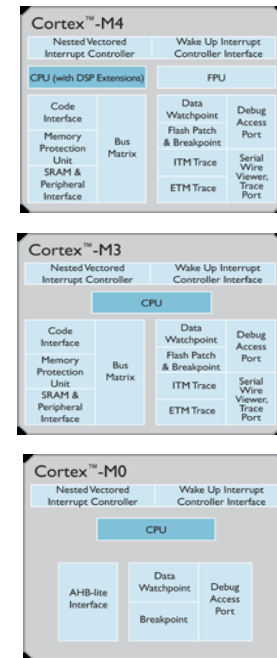 Cortex™-M4
Nested Vectored
Interrupt Controller
Wake Up Interrupt
Controller Interface
CPU (with DSP Extensions)
FPU
Code
Interface
Memory
Protection
Unit
SRAM &
Peripheral
Interface
Bus
Matrix
Data
Watchpoint
Flash Patch
& Breakpoint
ITM Trace
ETM Trace
Debug
Access
Port
Serial
Wire
Viewer,
Trace
Port
Cortex™-M3
Nested Vectored
Interrupt Controller
Wake Up Interrupt
Controller Interface
CPU
Code
Interface
Memory
Protection
Unit
SRAM &
Peripheral
Interface
Bus
Matrix
Data
Watchpoint
Flash Patch
& Breakpoint
ITM Trace
ETM Trace
Debug
Access
Port
Serial
Wire
Viewer,
Trace
Port
Cortex™-M0
Nested Vectored
Interrupt Controller
Wake Up Interrupt
Controller Interface
CPU
AHB-lite
Interface
Data
Watchpoint
Breakpoint
Debug
Access
Port